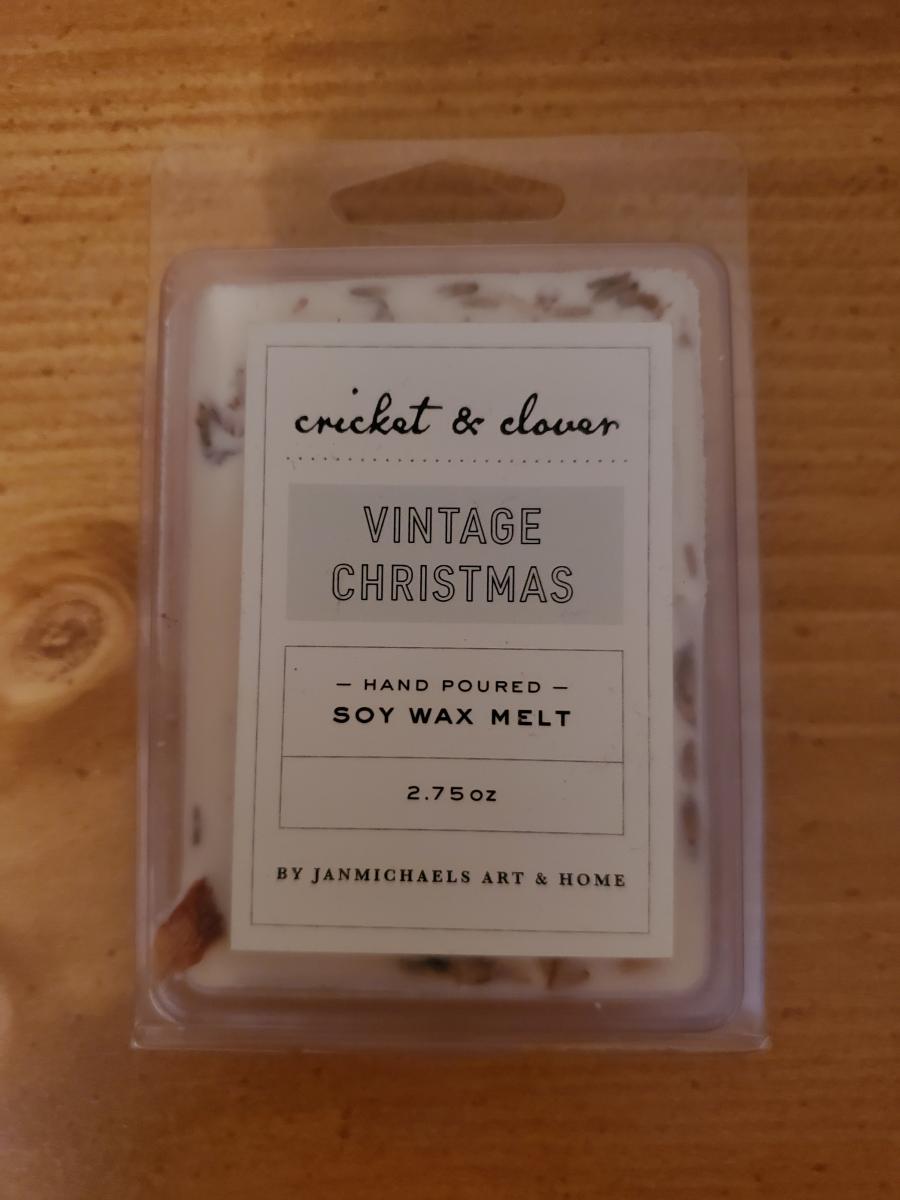 cricket & clover
VINTAGE
CHRISTMAS
— HAND POURED —
SOY WAX MELT
2.75oz
BY JANMICHAELS ART & HOME